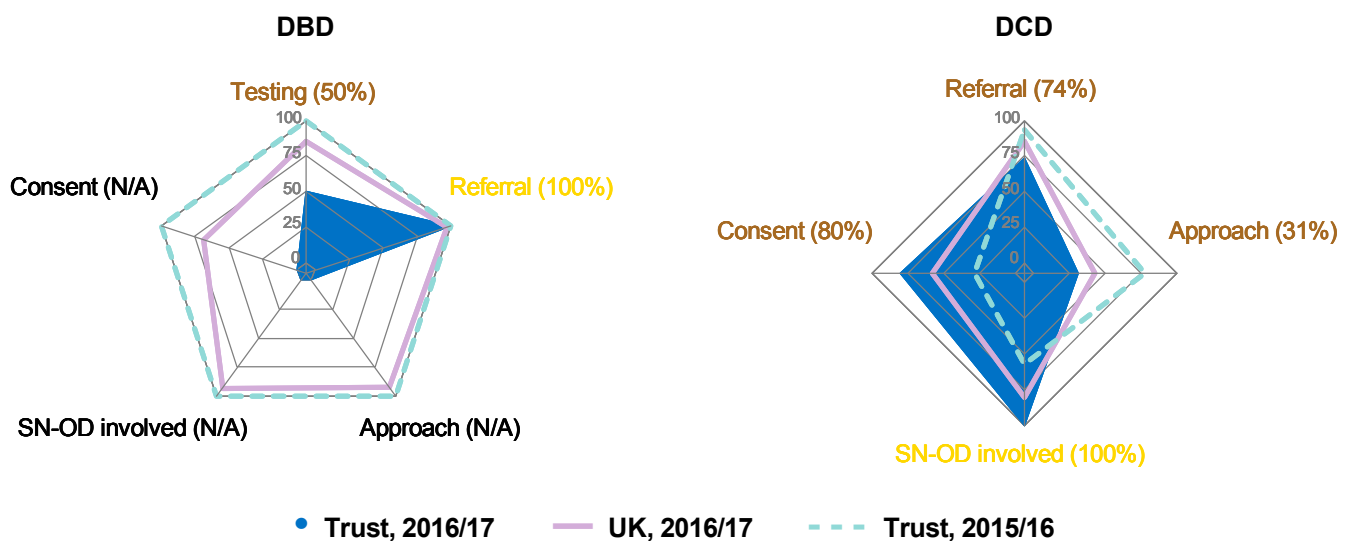 DBD
Testing (50%)
100
75
50
25
0
Consent (N/A)
Referral (100%)
SN-OD involved (N/A)
Approach (N/A)
DCD
Referral (74%)
100
75
50
25
0
Consent (80%)
Approach (31%)
SN-OD involved (100%)
Trust, 2016/17
UK, 2016/17
Trust, 2015/16